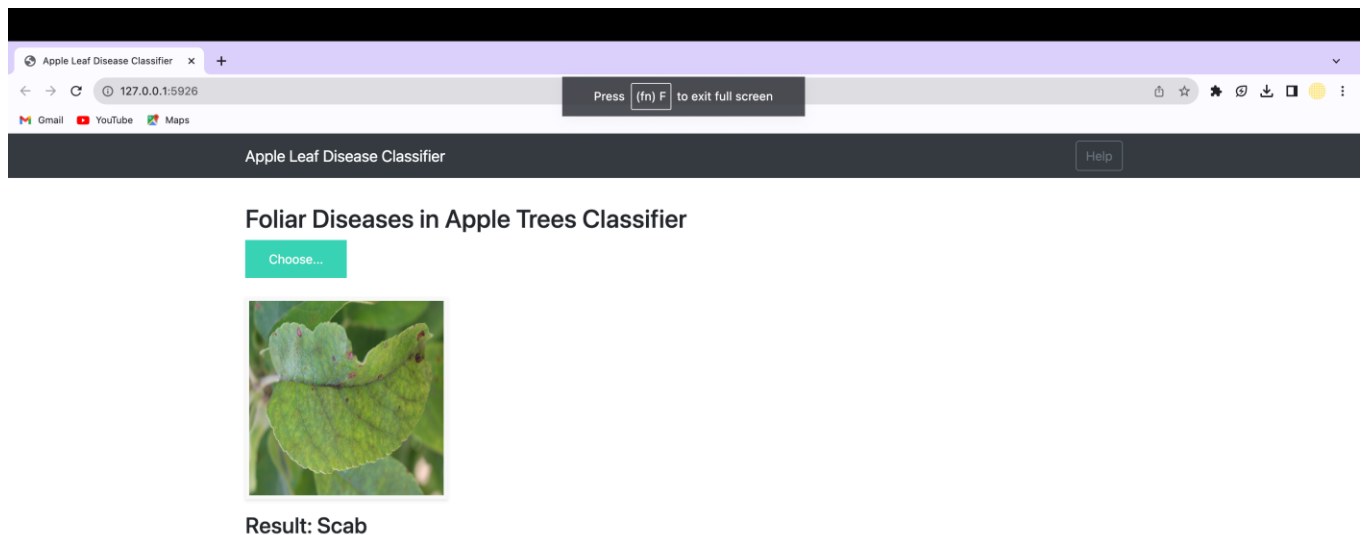 Apple Leaf Disease Classifier
127.0.0.1:5926
Press (fn) F to exit full screen
Gmail YouTube Maps
Apple Leaf Disease Classifier Help
Foliar Diseases in Apple Trees Classifier
Choose...
Result: Scab